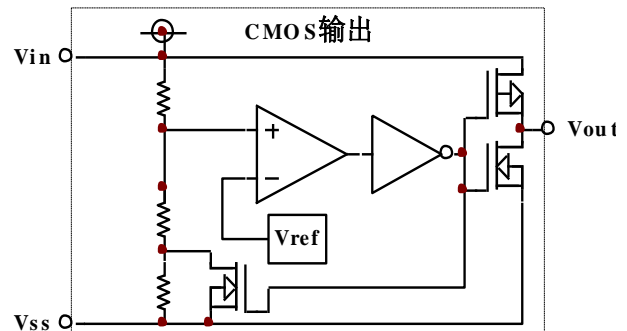 CMOS输出
Vin
+
Vout
−
Vref
Vss